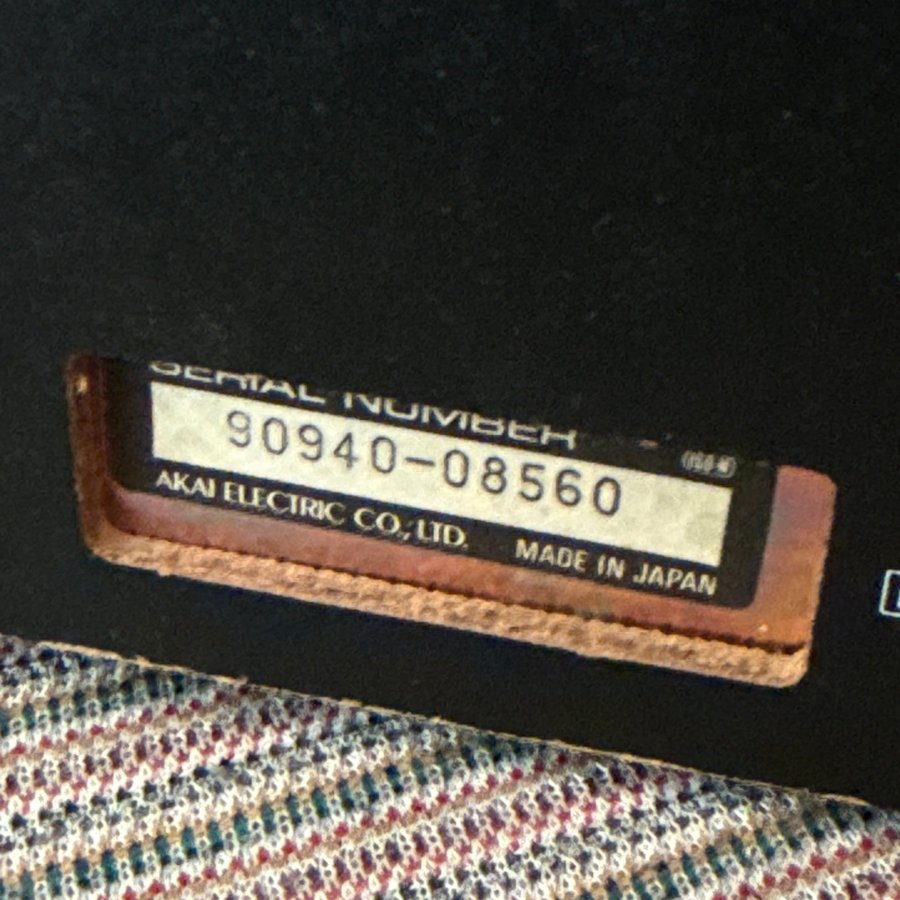 SERIAL NUMBER
90940-08560
AKAI ELECTRIC CO., LTD. MADE IN JAPAN